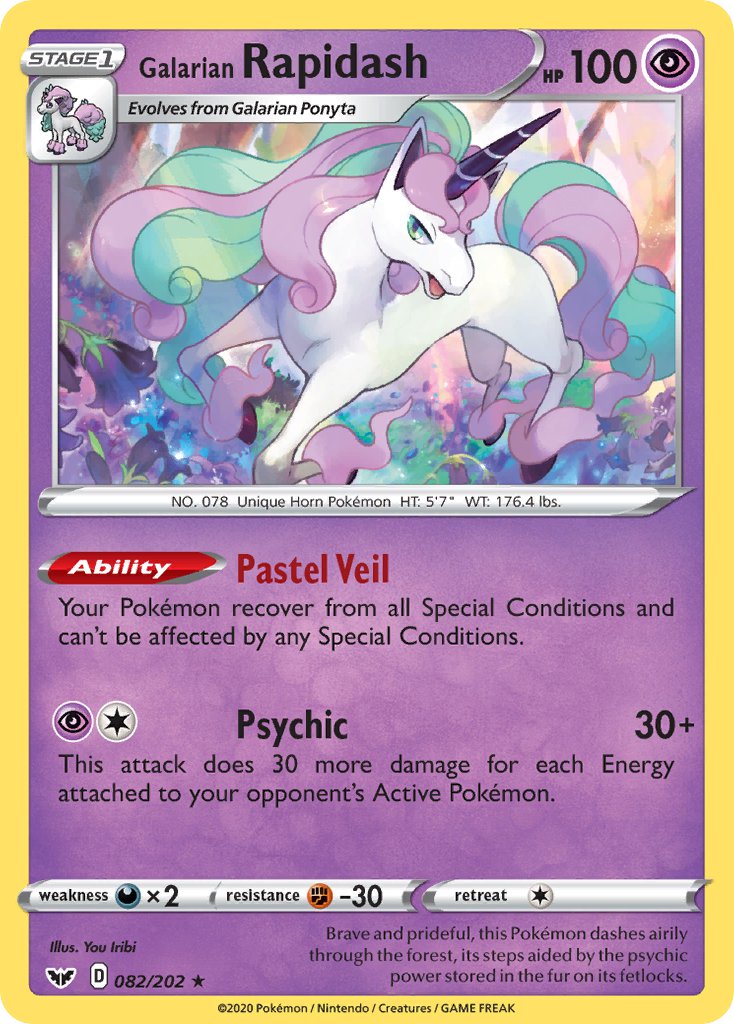 STAGE 1
Galarian Rapidash
HP 100
Evolves from Galarian Ponyta
NO. 078 Unique Horn Pokémon HT: 5'7" WT: 176.4 lbs.
Ability Pastel Veil
Your Pokémon recover from all Special Conditions and
can't be affected by any Special Conditions.
Psychic 30+
This attack does 30 more damage for each Energy
attached to your opponent's Active Pokémon.
weakness ×2 resistance -30 retreat
Illus. You Iribi
Brave and prideful, this Pokémon dashes airily
through the forest, its steps aided by the psychic
power stored in the fur on its fetlocks.
D 082/202 ★
©2020 Pokémon / Nintendo / Creatures / GAME FREAK